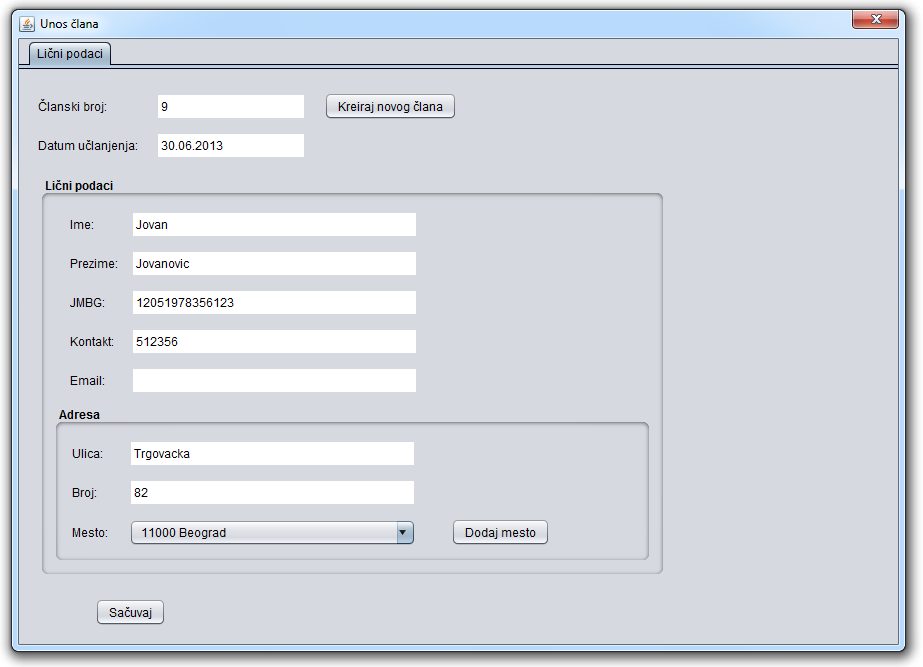 Unos člana
Lični podaci
Članski broj: 9 Kreiraj novog člana
Datum učlanjenja: 30.06.2013
Lični podaci
Ime: Jovan
Prezime: Jovanovic
JMBG: 12051978356123
Kontakt: 512356
Email:
Adresa
Ulica: Trgovacka
Broj: 82
Mesto: 11000 Beograd Dodaj mesto
Sačuvaj